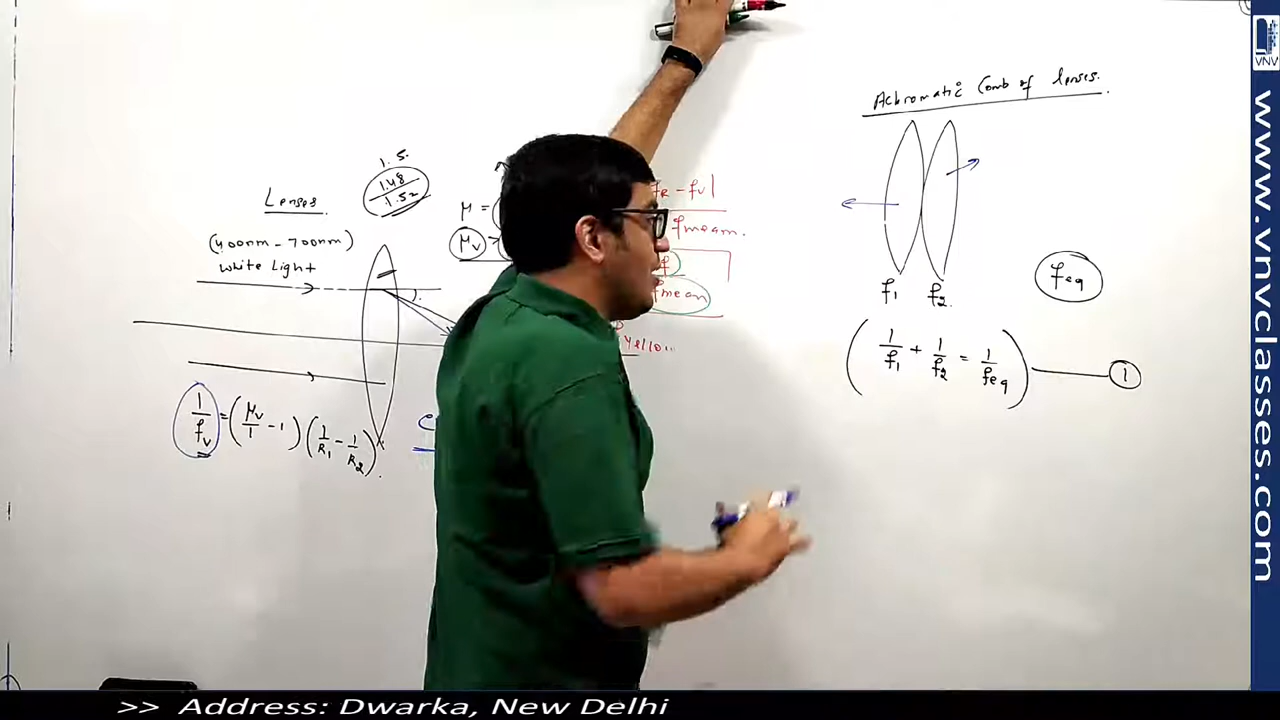 Achromatic Comb of lenses.
1.5.
1.48
1.52
Lenses
(400nm - 700nm)
White Light
μ =
μv >
fR - fv|
fmean.
f
fmean
Yello
f1 f2.
feq
(1/f1 + 1/f2 = 1/feq) 1
1/fv = (μv/1 - 1)(1/R1 - 1/R2).
VNV
www.vnvclasses.com
>> Address: Dwarka, New Delhi